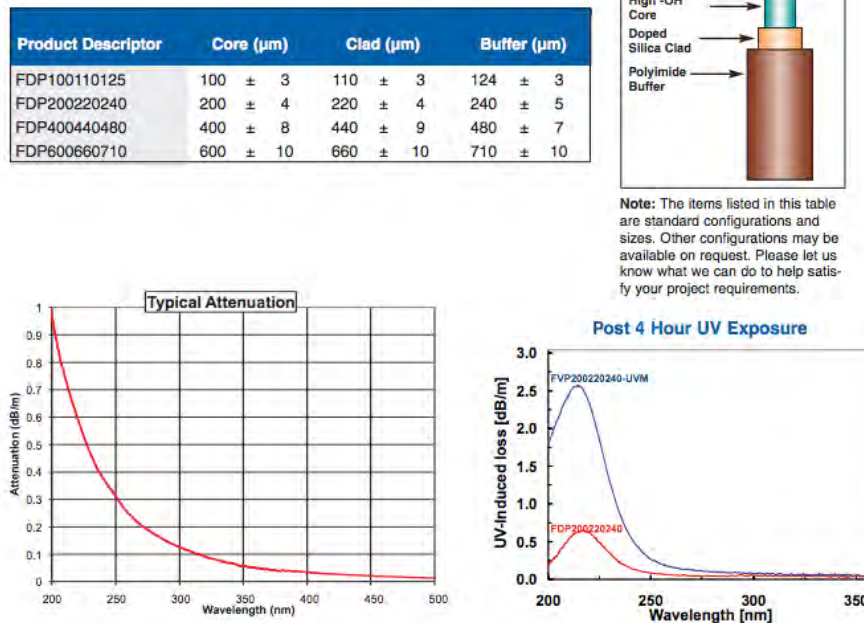 Product Descriptor Core (µm) Clad (µm) Buffer (µm)
FDP100110125 100 ± 3 110 ± 3 124 ± 3
FDP200220240 200 ± 4 220 ± 4 240 ± 5
FDP400440480 400 ± 8 440 ± 9 480 ± 7
FDP600660710 600 ± 10 660 ± 10 710 ± 10
High -OH
Core
Doped
Silica Clad
Polyimide
Buffer
Note: The items listed in this table
are standard configurations and
sizes. Other configurations may be
available on request. Please let us
know what we can do to help satis-
fy your project requirements.
Typical Attenuation
Attenuation (dB/m)
1
0.9
0.8
0.7
0.6
0.5
0.4
0.3
0.2
0.1
0
200 250 300 350 400 450 500
Wavelength (nm)
Post 4 Hour UV Exposure
UV-Induced loss [dB/m]
3.0
2.5
2.0
1.5
1.0
0.5
0.0
FVP200220240-UVM
FDP200220240
200 250 300 350
Wavelength [nm]